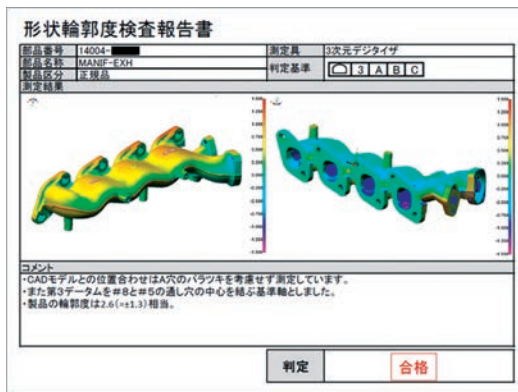 形状輪郭度検査報告書
部品番号 14004- 測定具 3次元デジタイザ
部品名称 MANIF-EXH 判定基準 3 A B C
製品区分 正規品
測定結果
コメント
・CADモデルとの位置合わせはA穴のバラツキを考慮せず測定しています。
・また第3データムを#8と#5の通し穴の中心を結ぶ基準軸としました。
・製品の輪郭度は2.6(=±1.3)相当。
判定 合格